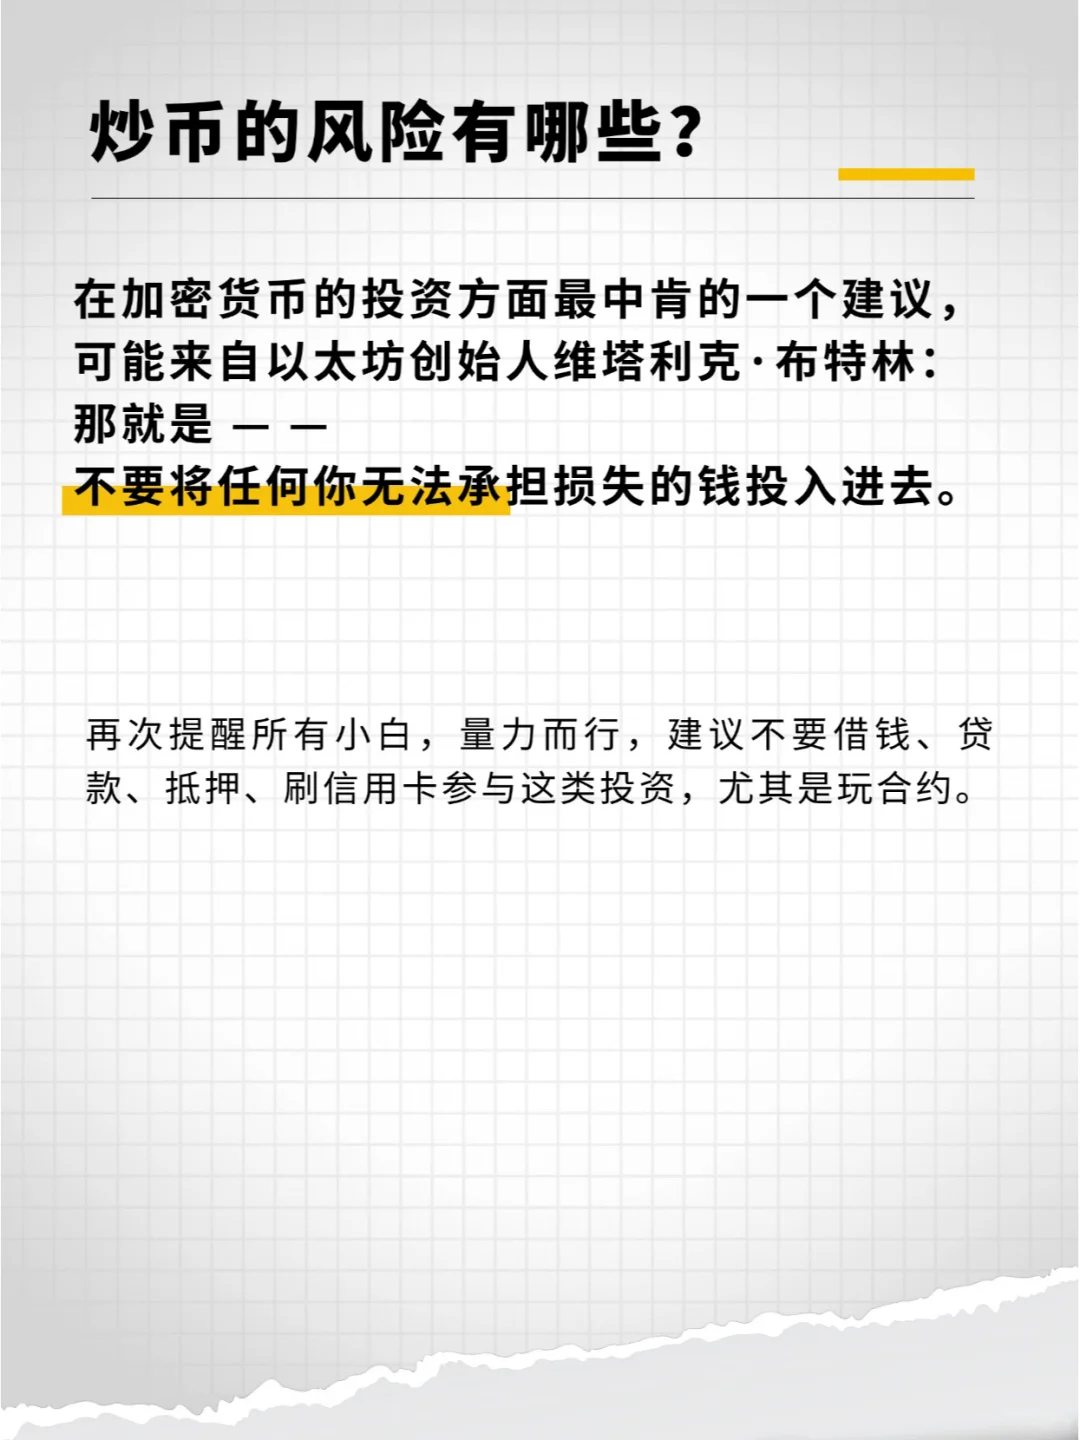 炒币的风险有哪些？
在加密货币的投资方面最中肯的一个建议，
可能来自以太坊创始人维塔利克·布特林：
那就是 — —
不要将任何你无法承担损失的钱投入进去。
再次提醒所有小白，量力而行，建议不要借钱、贷
款、抵押、刷信用卡参与这类投资，尤其是玩合约。